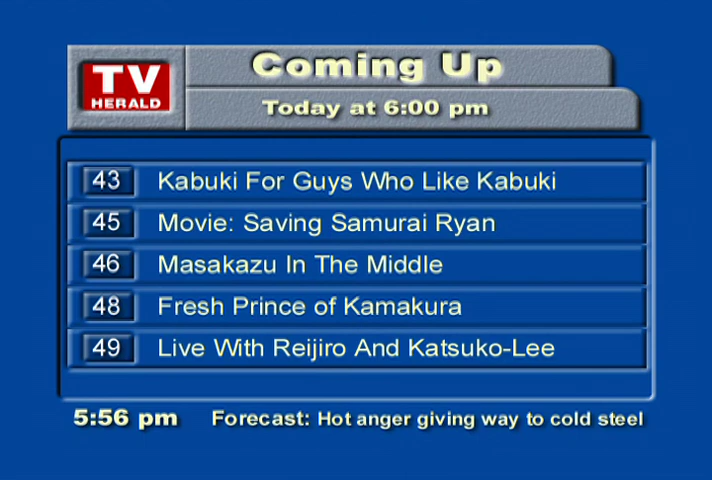 TV
HERALD
Coming Up
Today at 6:00 pm
43 Kabuki For Guys Who Like Kabuki
45 Movie: Saving Samurai Ryan
46 Masakazu In The Middle
48 Fresh Prince of Kamakura
49 Live With Reijiro And Katsuko-Lee
5:56 pm Forecast: Hot anger giving way to cold steel